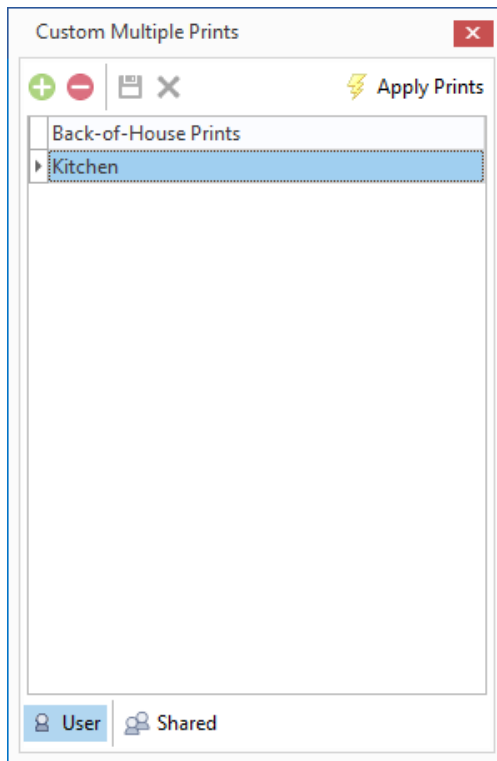 Custom Multiple Prints
Apply Prints
Back-of-House Prints
Kitchen
User
Shared